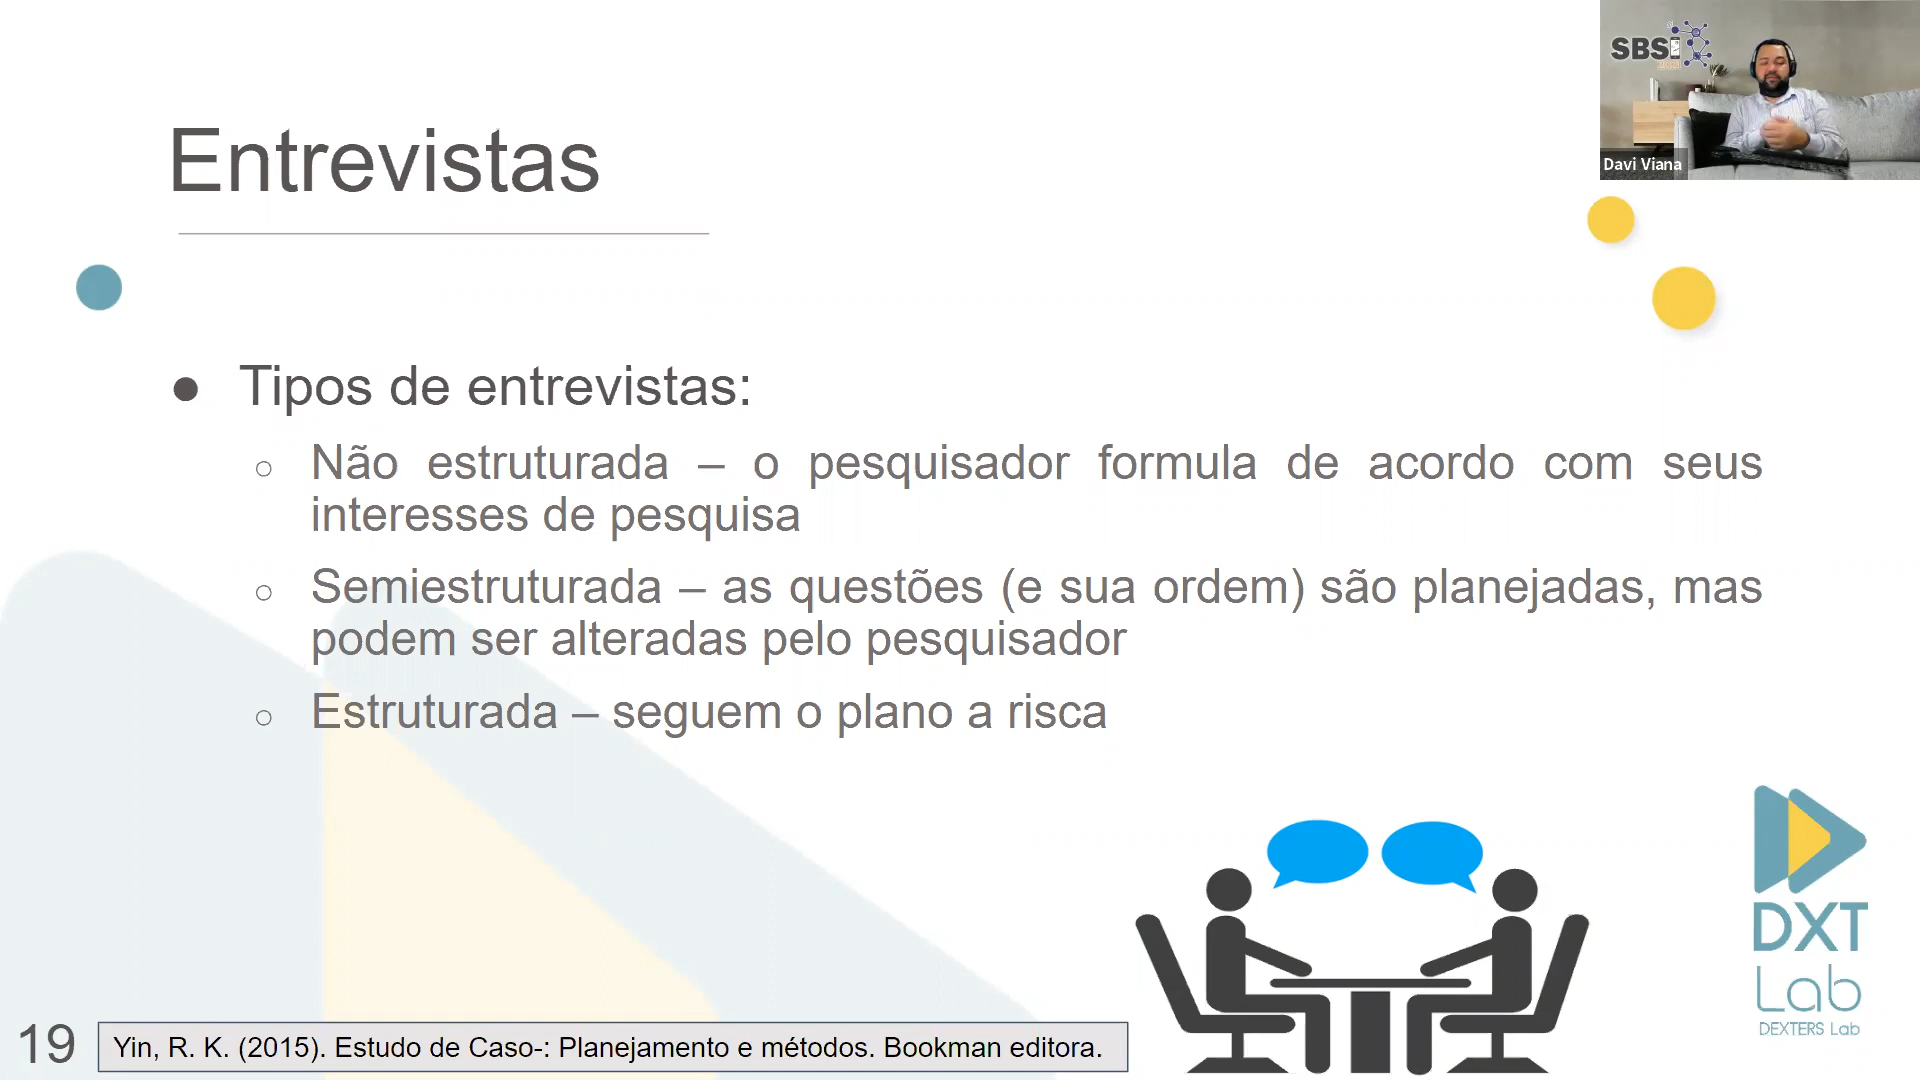 SBSI
Davi Viana
Entrevistas
● Tipos de entrevistas:
○ Não estruturada – o pesquisador formula de acordo com seus
interesses de pesquisa
○ Semiestruturada – as questões (e sua ordem) são planejadas, mas
podem ser alteradas pelo pesquisador
○ Estruturada – seguem o plano a risca
DXT
Lab
DEXTERS Lab
19
Yin, R. K. (2015). Estudo de Caso-: Planejamento e métodos. Bookman editora.